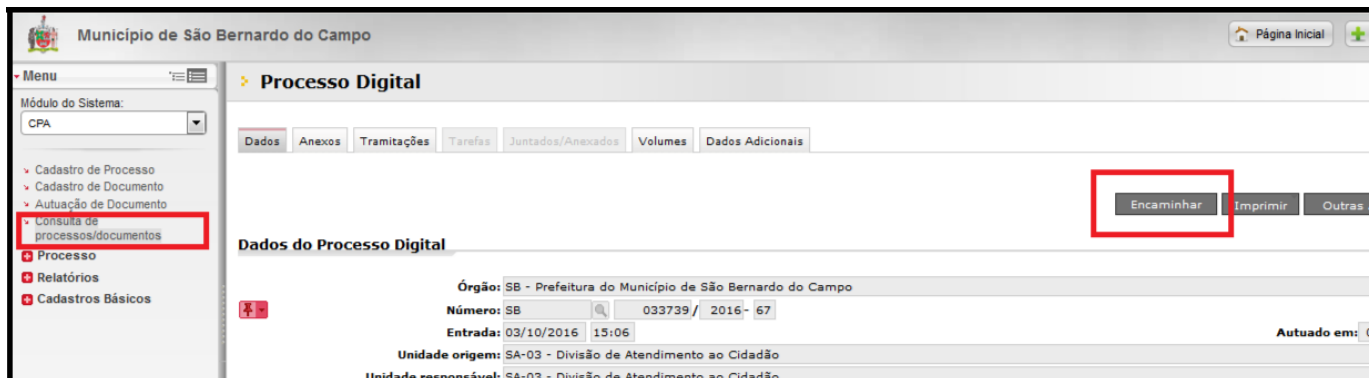 Município de São Bernardo do Campo
Página Inicial
Menu
Módulo do Sistema:
CPA
Cadastro de Processo
Cadastro de Documento
Autuação de Documento
Consulta de
processos/documentos
Processo
Relatórios
Cadastros Básicos
Processo Digital
Dados Anexos Tramitações Tarefas Juntados/Anexados Volumes Dados Adicionais
Encaminhar Imprimir Outras
Dados do Processo Digital
Órgão: SB - Prefeitura do Município de São Bernardo do Campo
Número: SB 033739 / 2016 - 67
Entrada: 03/10/2016 15:06 Autuado em:
Unidade origem: SA-03 - Divisão de Atendimento ao Cidadão
Unidade responsável: SA-03 - Divisão de Atendimento ao Cidadão